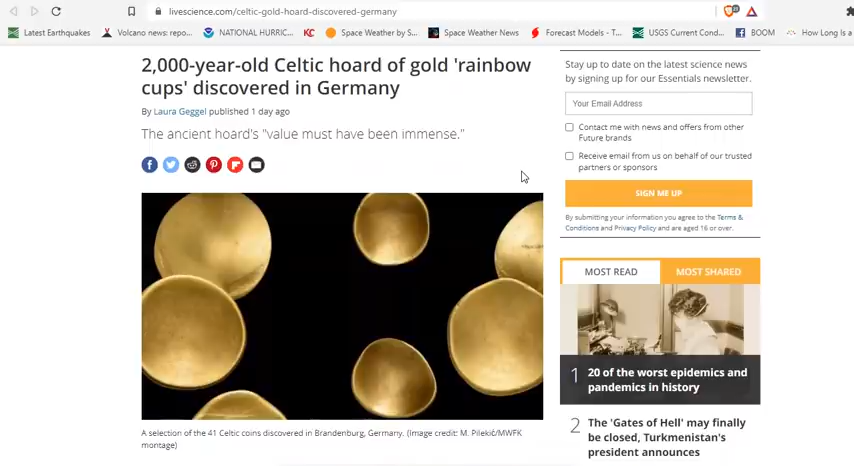 livescience.com/celtic-gold-hoard-discovered-germany
Latest Earthquakes
Volcano news: repo...
NATIONAL HURRIC...
KC
Space Weather by S...
Space Weather News
Forecast Models - T...
USGS Current Cond...
BOOM
How Long Is a
2,000-year-old Celtic hoard of gold 'rainbow
cups' discovered in Germany
By Laura Geggel published 1 day ago
The ancient hoard's "value must have been immense."
A selection of the 41 Celtic coins discovered in Brandenburg, Germany. (Image credit: M. Pilekić/MWFK
montage)
Stay up to date on the latest science news
by signing up for our Essentials newsletter.
Your Email Address
Contact me with news and offers from other
Future brands
Receive email from us on behalf of our trusted
partners or sponsors
SIGN ME UP
By submitting your information you agree to the Terms &
Conditions and Privacy Policy and are aged 16 or over.
MOST READ
MOST SHARED
1 20 of the worst epidemics and
pandemics in history
2 The 'Gates of Hell' may finally
be closed, Turkmenistan's
president announces